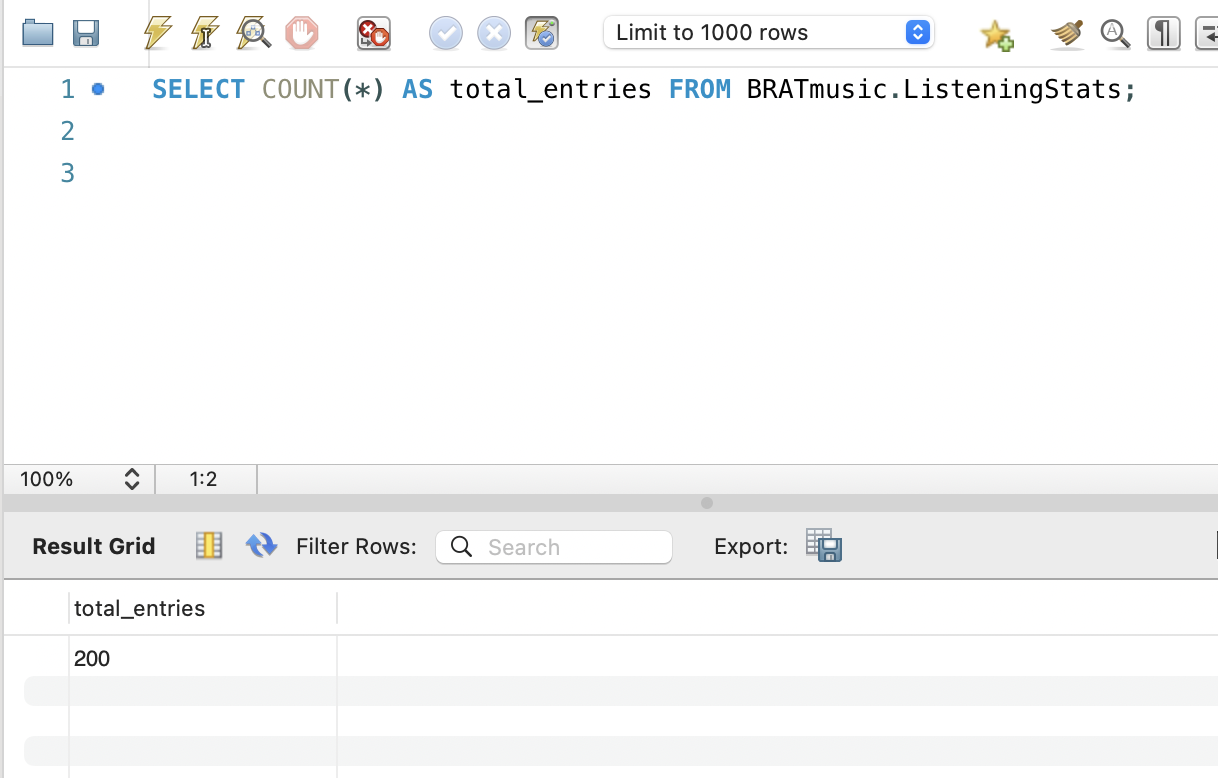 Limit to 1000 rows
1 SELECT COUNT(*) AS total_entries FROM BRATmusic.ListeningStats;
2
3
100% 1:2
Result Grid Filter Rows: Search Export:
total_entries
200